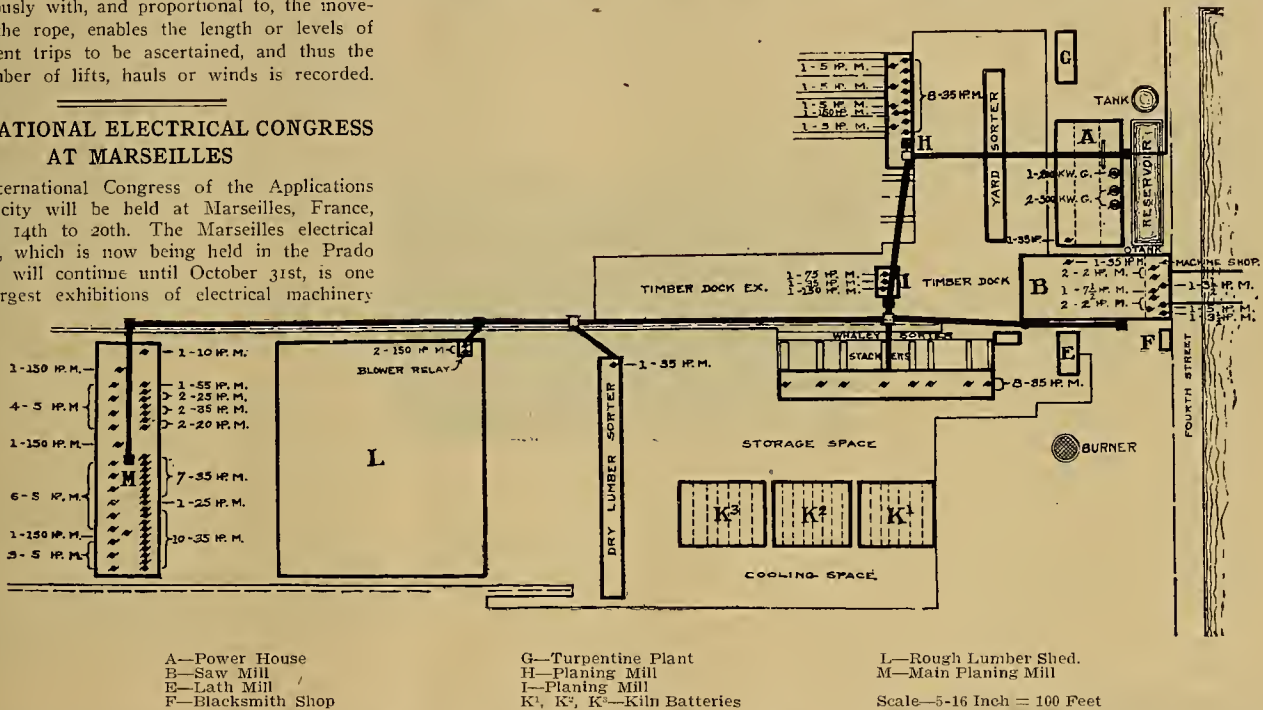 ously with, and proportional to, the move-
the rope, enables the length or levels of
ent trips to be ascertained, and thus the
ber of lifts, hauls or winds is recorded.
ATIONAL ELECTRICAL CONGRESS
AT MARSEILLES
ternational Congress of the Applications
city will be held at Marseilles, France,
14th to 20th. The Marseilles electrical
, which is now being held in the Prado
will continue until October 31st, is one
argest exhibitions of electrical machinery
1-5 HP. M.
1-5 HP. M.
1-5 HP. M.
1-150 HP. M.
1-5 HP. M.
8-35 HP. M.
H
YARD SORTER
G
TANK
A
KW. G.
2-500 KW. G.
1-35 HP.
RESERVOIR
TANK
TIMBER DOCK EX.
1-75 HP. M.
1-35 HP. M.
1-150 HP. M.
I
TIMBER DOCK
B
1-35 HP. M.
2-2 HP. M.
1-7½ HP. M.
2-2 HP. M.
MACHINE SHOP.
F
FOURTH STREET
E
WHALEY SORTER
STACKERS
8-35 HP. M.
1-150 HP. M.
4-5 HP. M
1-150 HP. M.
6-5 HP. M.
1-150 HP. M.
3-5 HP. M.
M
1-10 HP. M.
1-55 HP. M.
2-25 HP. M.
2-35 HP. M.
2-20 HP. M.
7-35 HP. M.
1-25 HP. M.
10-35 HP. M.
2-150 HP M
BLOWER RELAY
L
1-35 HP. M.
DRY LUMBER SORTER
STORAGE SPACE
BURNER
K³ K² K¹
COOLING SPACE
A—Power House
B—Saw Mill
E—Lath Mill
F—Blacksmith Shop
G—Turpentine Plant
H—Planing Mill
I—Planing Mill
K¹, K², K³—Kiln Batteries
L—Rough Lumber Shed.
M—Main Planing Mill
Scale—5-16 Inch = 100 Feet